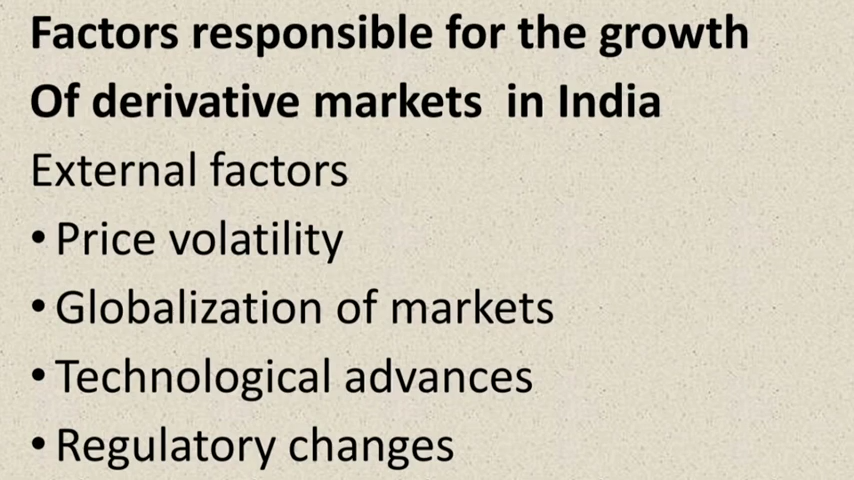 Factors responsible for the growth
Of derivative markets in India
External factors
• Price volatility
• Globalization of markets
• Technological advances
• Regulatory changes